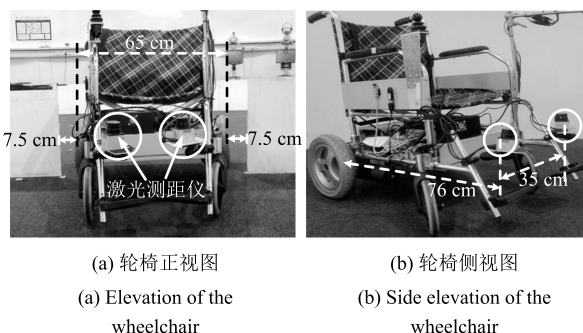 65 cm
7.5 cm
7.5 cm
激光测距仪
76 cm
35 cm
(a) 轮椅正视图
(b) 轮椅侧视图
(a) Elevation of the
wheelchair
(b) Side elevation of the
wheelchair